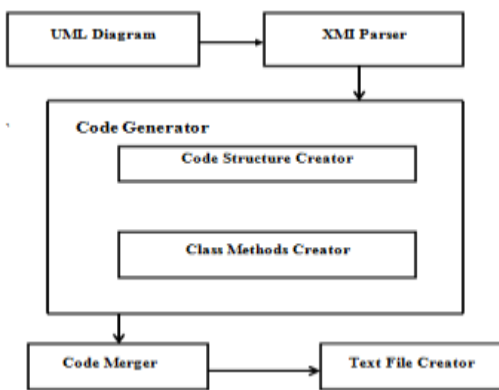 UML Diagram
XMI Parser
Code Generator
Code Structure Creator
Class Methods Creator
Code Merger
Text File Creator